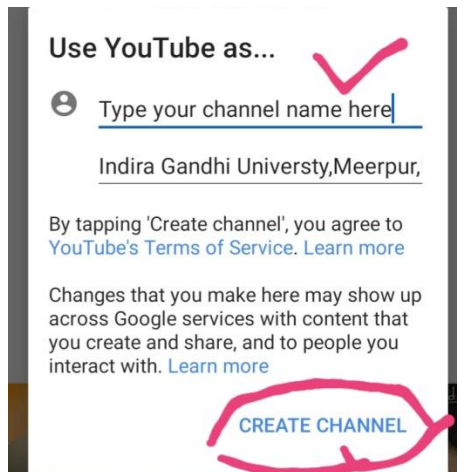 Use YouTube as...
Type your channel name here
Indira Gandhi Universty,Meerpur,
By tapping 'Create channel', you agree to
YouTube's Terms of Service. Learn more
Changes that you make here may show up
across Google services with content that
you create and share, and to people you
interact with. Learn more
CREATE CHANNEL